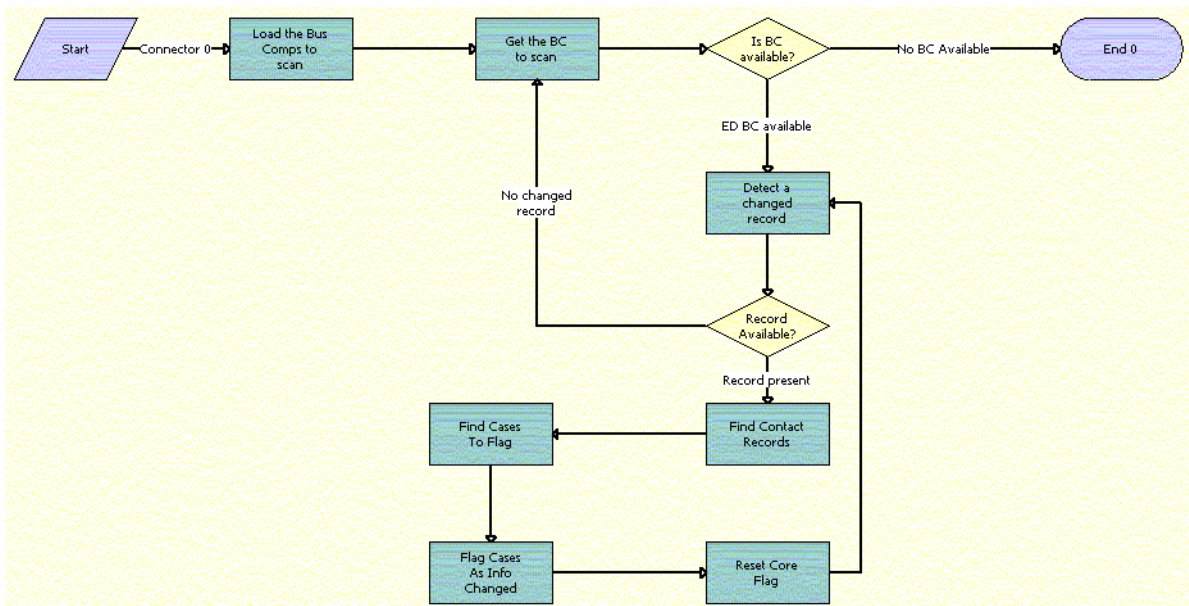 Start
Connector 0
Load the Bus
Comps to
scan
Get the BC
to scan
Is BC
available?
No BC Available
End 0
ED BC available
Detect a
changed
record
No changed
record
Record
Available?
Record present
Find Cases
To Flag
Find Contact
Records
Flag Cases
As Info
Changed
Reset Core
Flag